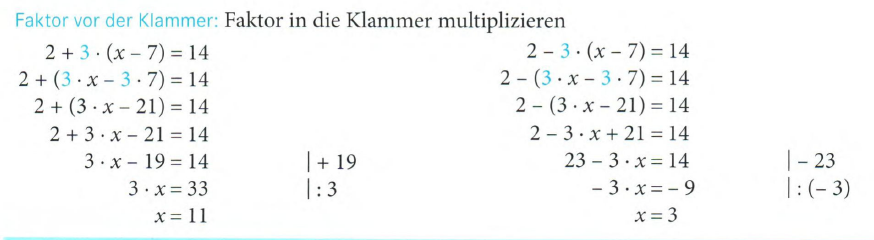 Faktor vor der Klammer: Faktor in die Klammer multiplizieren
2 + 3 · (x – 7) = 14
2 + (3 · x – 3 · 7) = 14
2 + (3 · x – 21) = 14
2 + 3 · x – 21 = 14
3 · x – 19 = 14 | + 19
3 · x = 33 | : 3
x = 11
2 – 3 · (x – 7) = 14
2 – (3 · x – 3 · 7) = 14
2 – (3 · x – 21) = 14
2 – 3 · x + 21 = 14
23 – 3 · x = 14 | – 23
– 3 · x = – 9 | : (– 3)
x = 3